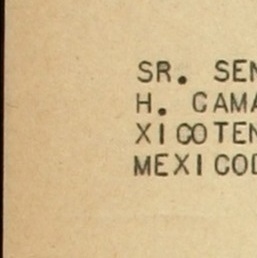 SR. SEN
H. CAMA
XICOTEN
MEXICOD